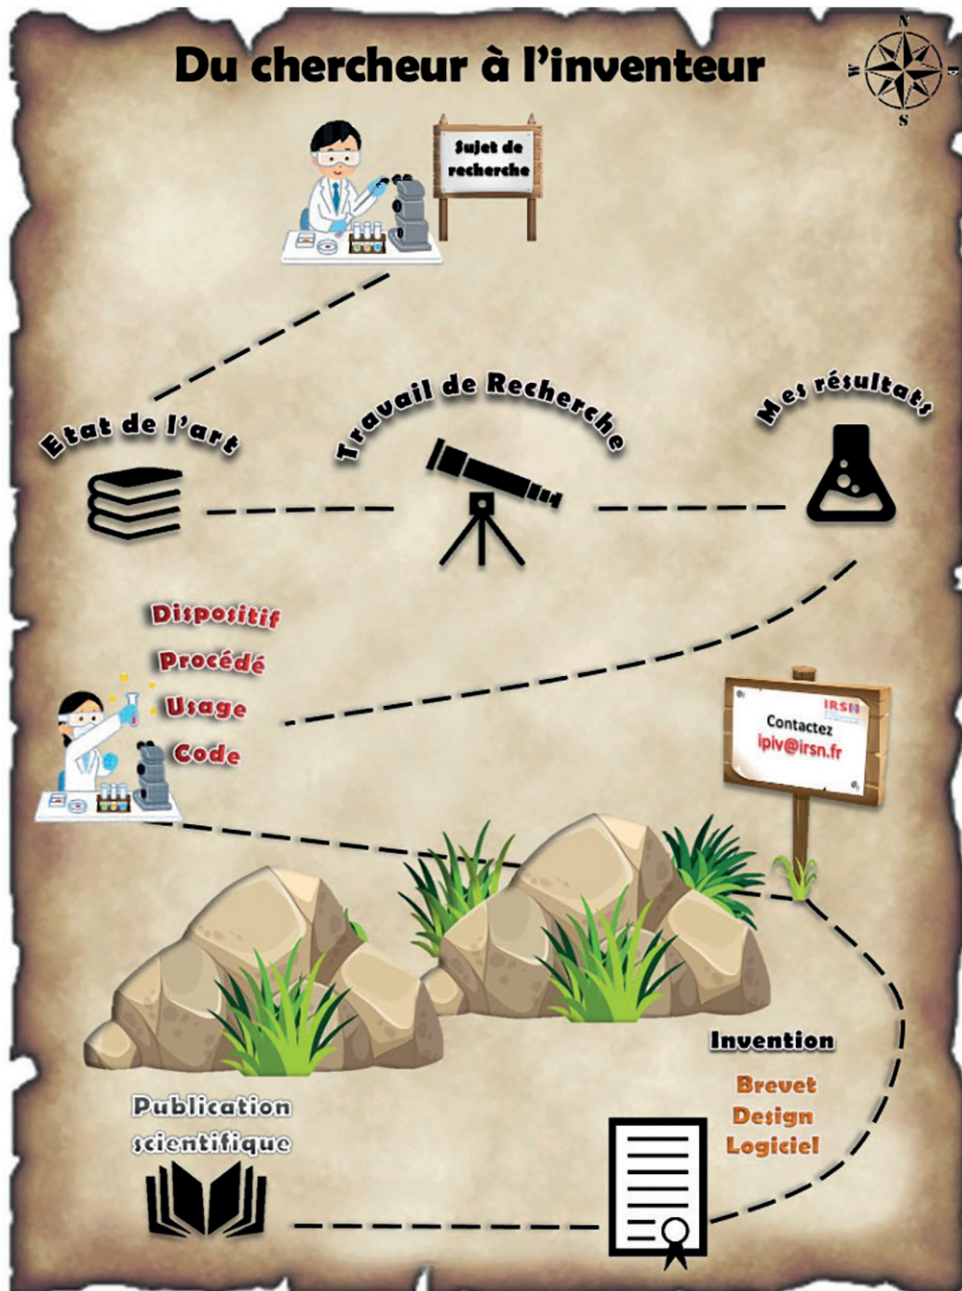 Du chercheur à l'inventeur
N
W
E
S
Sujet de
recherche
Etat de l'art
Travail de Recherche
Mes résultats
Dispositif
Procédé
Usage
Code
IRSN
Contactez
ipiv@irsn.fr
Invention
Brevet
Design
Logiciel
Publication
scientifique